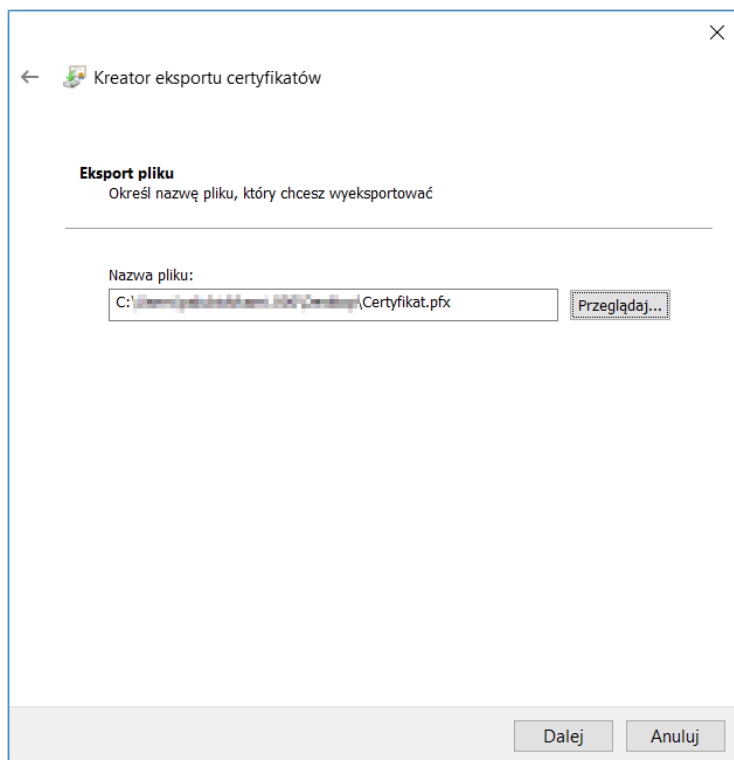 Kreator eksportu certyfikatów
Eksport pliku
Określ nazwę pliku, który chcesz wyeksportować
Nazwa pliku:
C:\ \Certyfikat.pfx
Przeglądaj...
Dalej
Anuluj